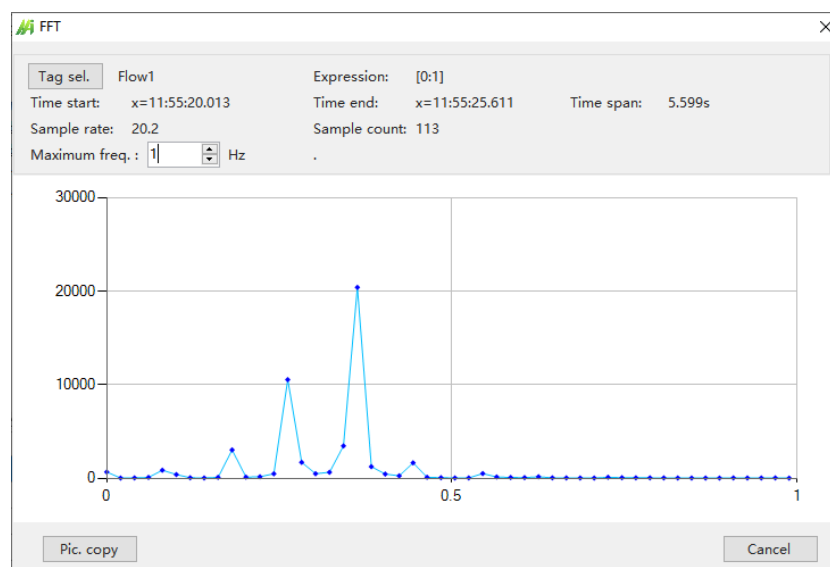 FFT
Tag sel. Flow1 Expression: [0:1]
Time start: x=11:55:20.013 Time end: x=11:55:25.611 Time span: 5.599s
Sample rate: 20.2 Sample count: 113
Maximum freq. : 1 Hz .
30000
20000
10000
0
0 0.5 1
Pic. copy Cancel